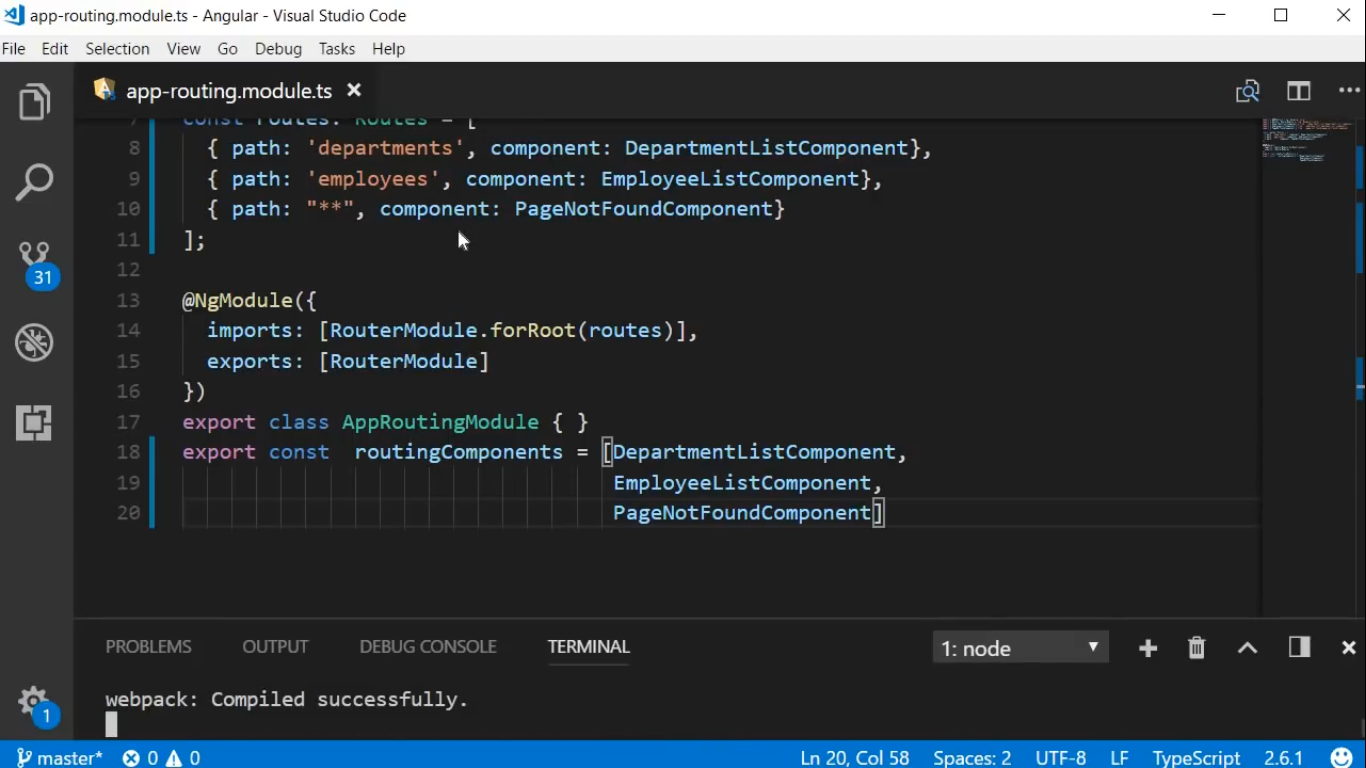 app-routing.module.ts - Angular - Visual Studio Code
File Edit Selection View Go Debug Tasks Help
app-routing.module.ts
7 const routes: Routes = [
8 { path: 'departments', component: DepartmentListComponent},
9 { path: 'employees', component: EmployeeListComponent},
10 { path: "**", component: PageNotFoundComponent}
11 ];
12
13 @NgModule({
14 imports: [RouterModule.forRoot(routes)],
15 exports: [RouterModule]
16 })
17 export class AppRoutingModule { }
18 export const  routingComponents = [DepartmentListComponent,
19 EmployeeListComponent,
20 PageNotFoundComponent]
31
PROBLEMS OUTPUT DEBUG CONSOLE TERMINAL 1: node
webpack: Compiled successfully.
1
master* 0 0 Ln 20, Col 58 Spaces: 2 UTF-8 LF TypeScript 2.6.1